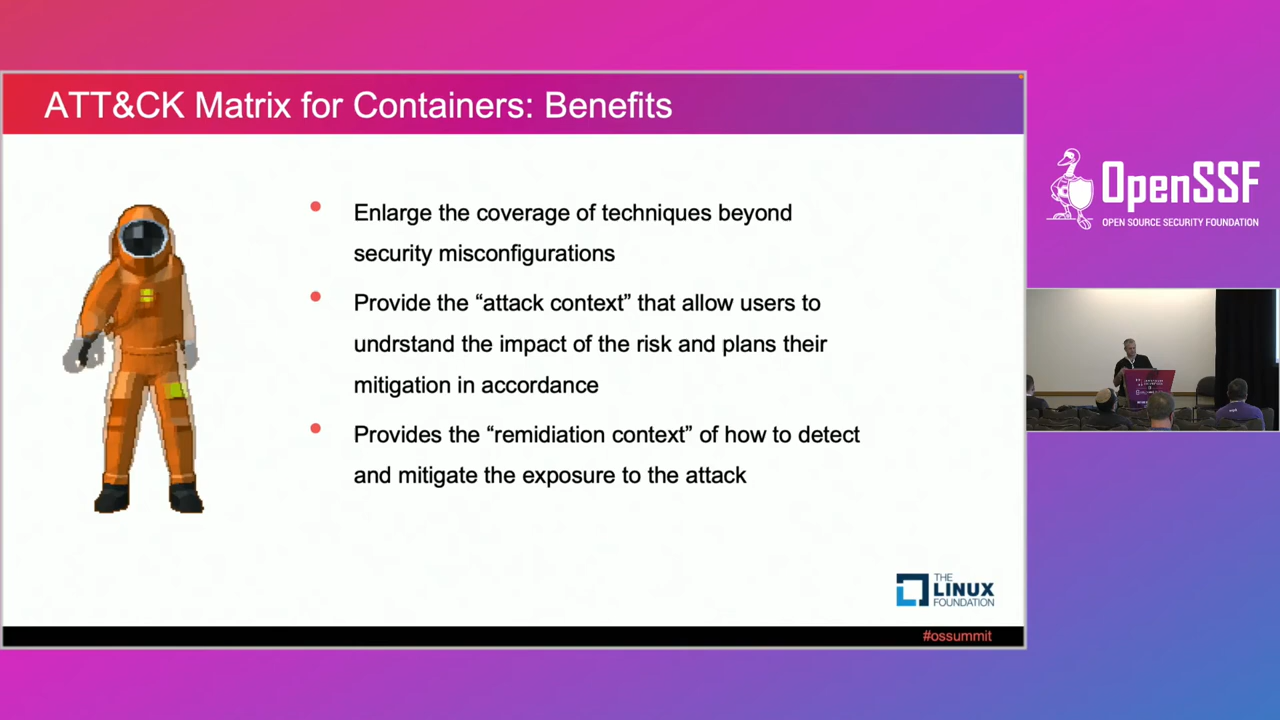 ATT&CK Matrix for Containers: Benefits
Enlarge the coverage of techniques beyond
security misconfigurations
Provide the “attack context” that allow users to
undrstand the impact of the risk and plans their
mitigation in accordance
Provides the “remidiation context” of how to detect
and mitigate the exposure to the attack
THE
LINUX
FOUNDATION
#ossummit
OpenSSF
OPEN SOURCE SECURITY FOUNDATION